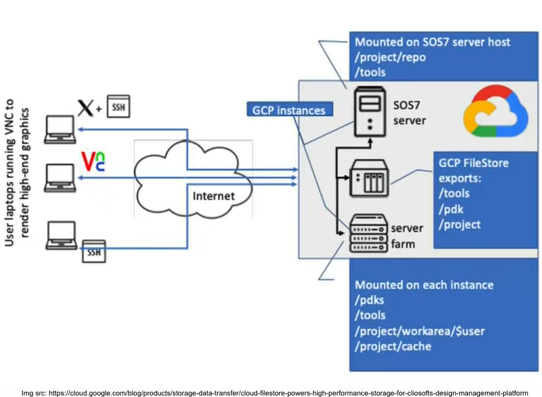 Mounted on SOS7 server host
/project/repo
/tools
X + SSH
GCP instances
SOS7
server
User laptops running VNC to
render high-end graphics
Vnc
Internet
GCP FileStore
exports:
/tools
/pdk
/project
server
farm
SSH
Mounted on each instance
/pdks
/tools
/project/workarea/$user
/project/cache
Img src: https://cloud.google.com/blog/products/storage-data-transfer/cloud-filestore-powers-high-performance-storage-for-cliosofts-design-management-platform